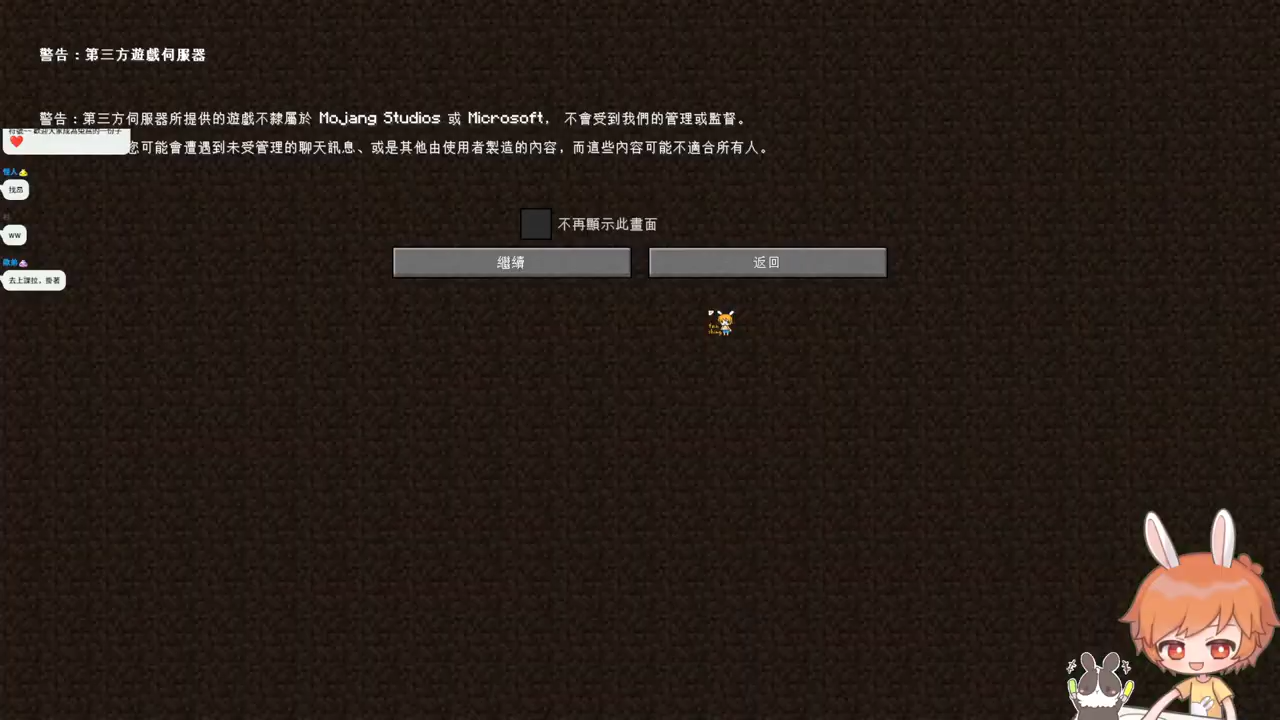 警告：第三方遊戲伺服器
警告：第三方伺服器所提供的遊戲不隸屬於 Mojang Studios 或 Microsoft， 不會受到我們的管理或監督。
您可能會遭遇到未受管理的聊天訊息、或是其他由使用者製造的內容，而這些內容可能不適合所有人。
怪人
找恐
ww
去上課拉，掛著
不再顯示此畫面
繼續
返回